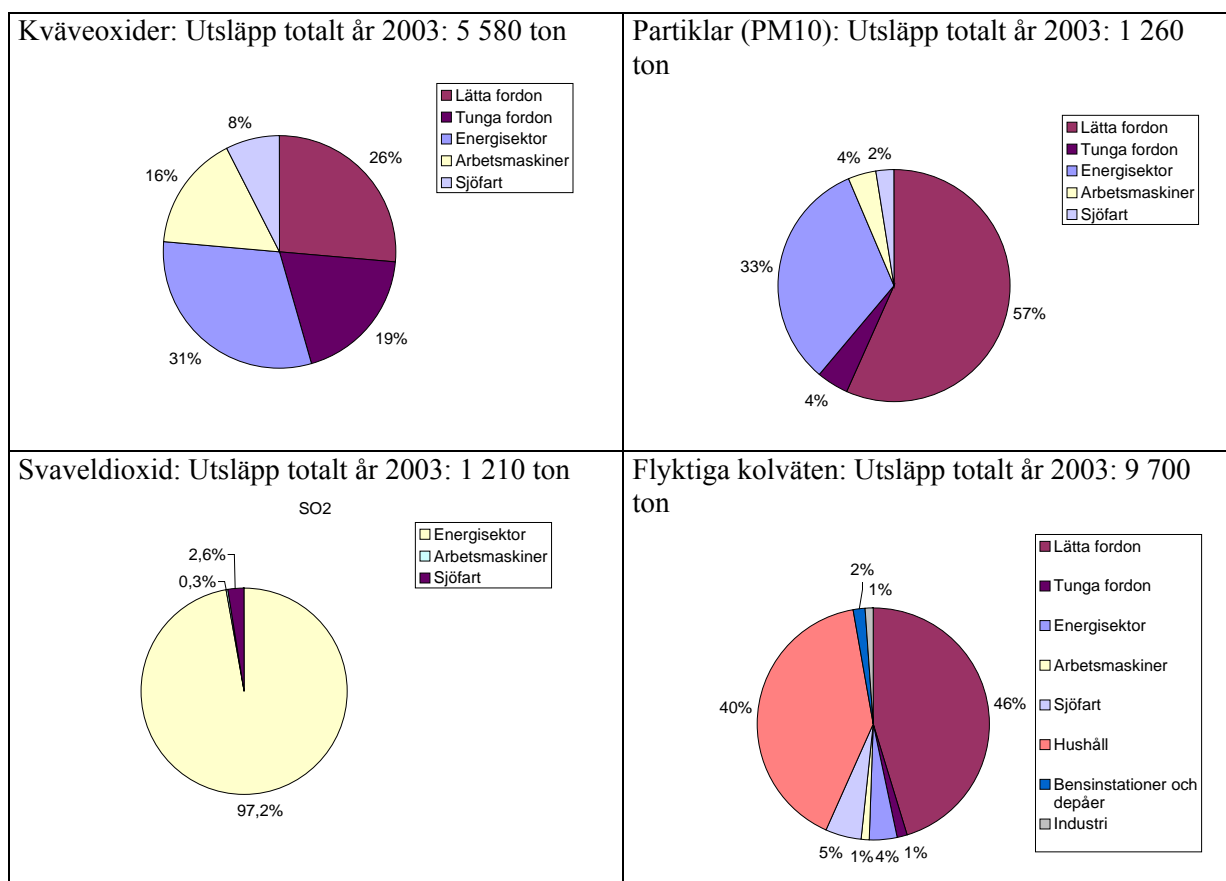 Kväveoxider: Utsläpp totalt år 2003: 5 580 ton
8%
26%
16%
31%
19%
Lätta fordon
Tunga fordon
Energisektor
Arbetsmaskiner
Sjöfart
Partiklar (PM10): Utsläpp totalt år 2003: 1 260
ton
4%
2%
33%
57%
4%
Lätta fordon
Tunga fordon
Energisektor
Arbetsmaskiner
Sjöfart
Svaveldioxid: Utsläpp totalt år 2003: 1 210 ton
SO2
2,6%
0,3%
97,2%
Energisektor
Arbetsmaskiner
Sjöfart
Flyktiga kolväten: Utsläpp totalt år 2003: 9 700
ton
2%
1%
40%
46%
5%
1%
4%
1%
Lätta fordon
Tunga fordon
Energisektor
Arbetsmaskiner
Sjöfart
Hushåll
Bensinstationer och
depåer
Industri